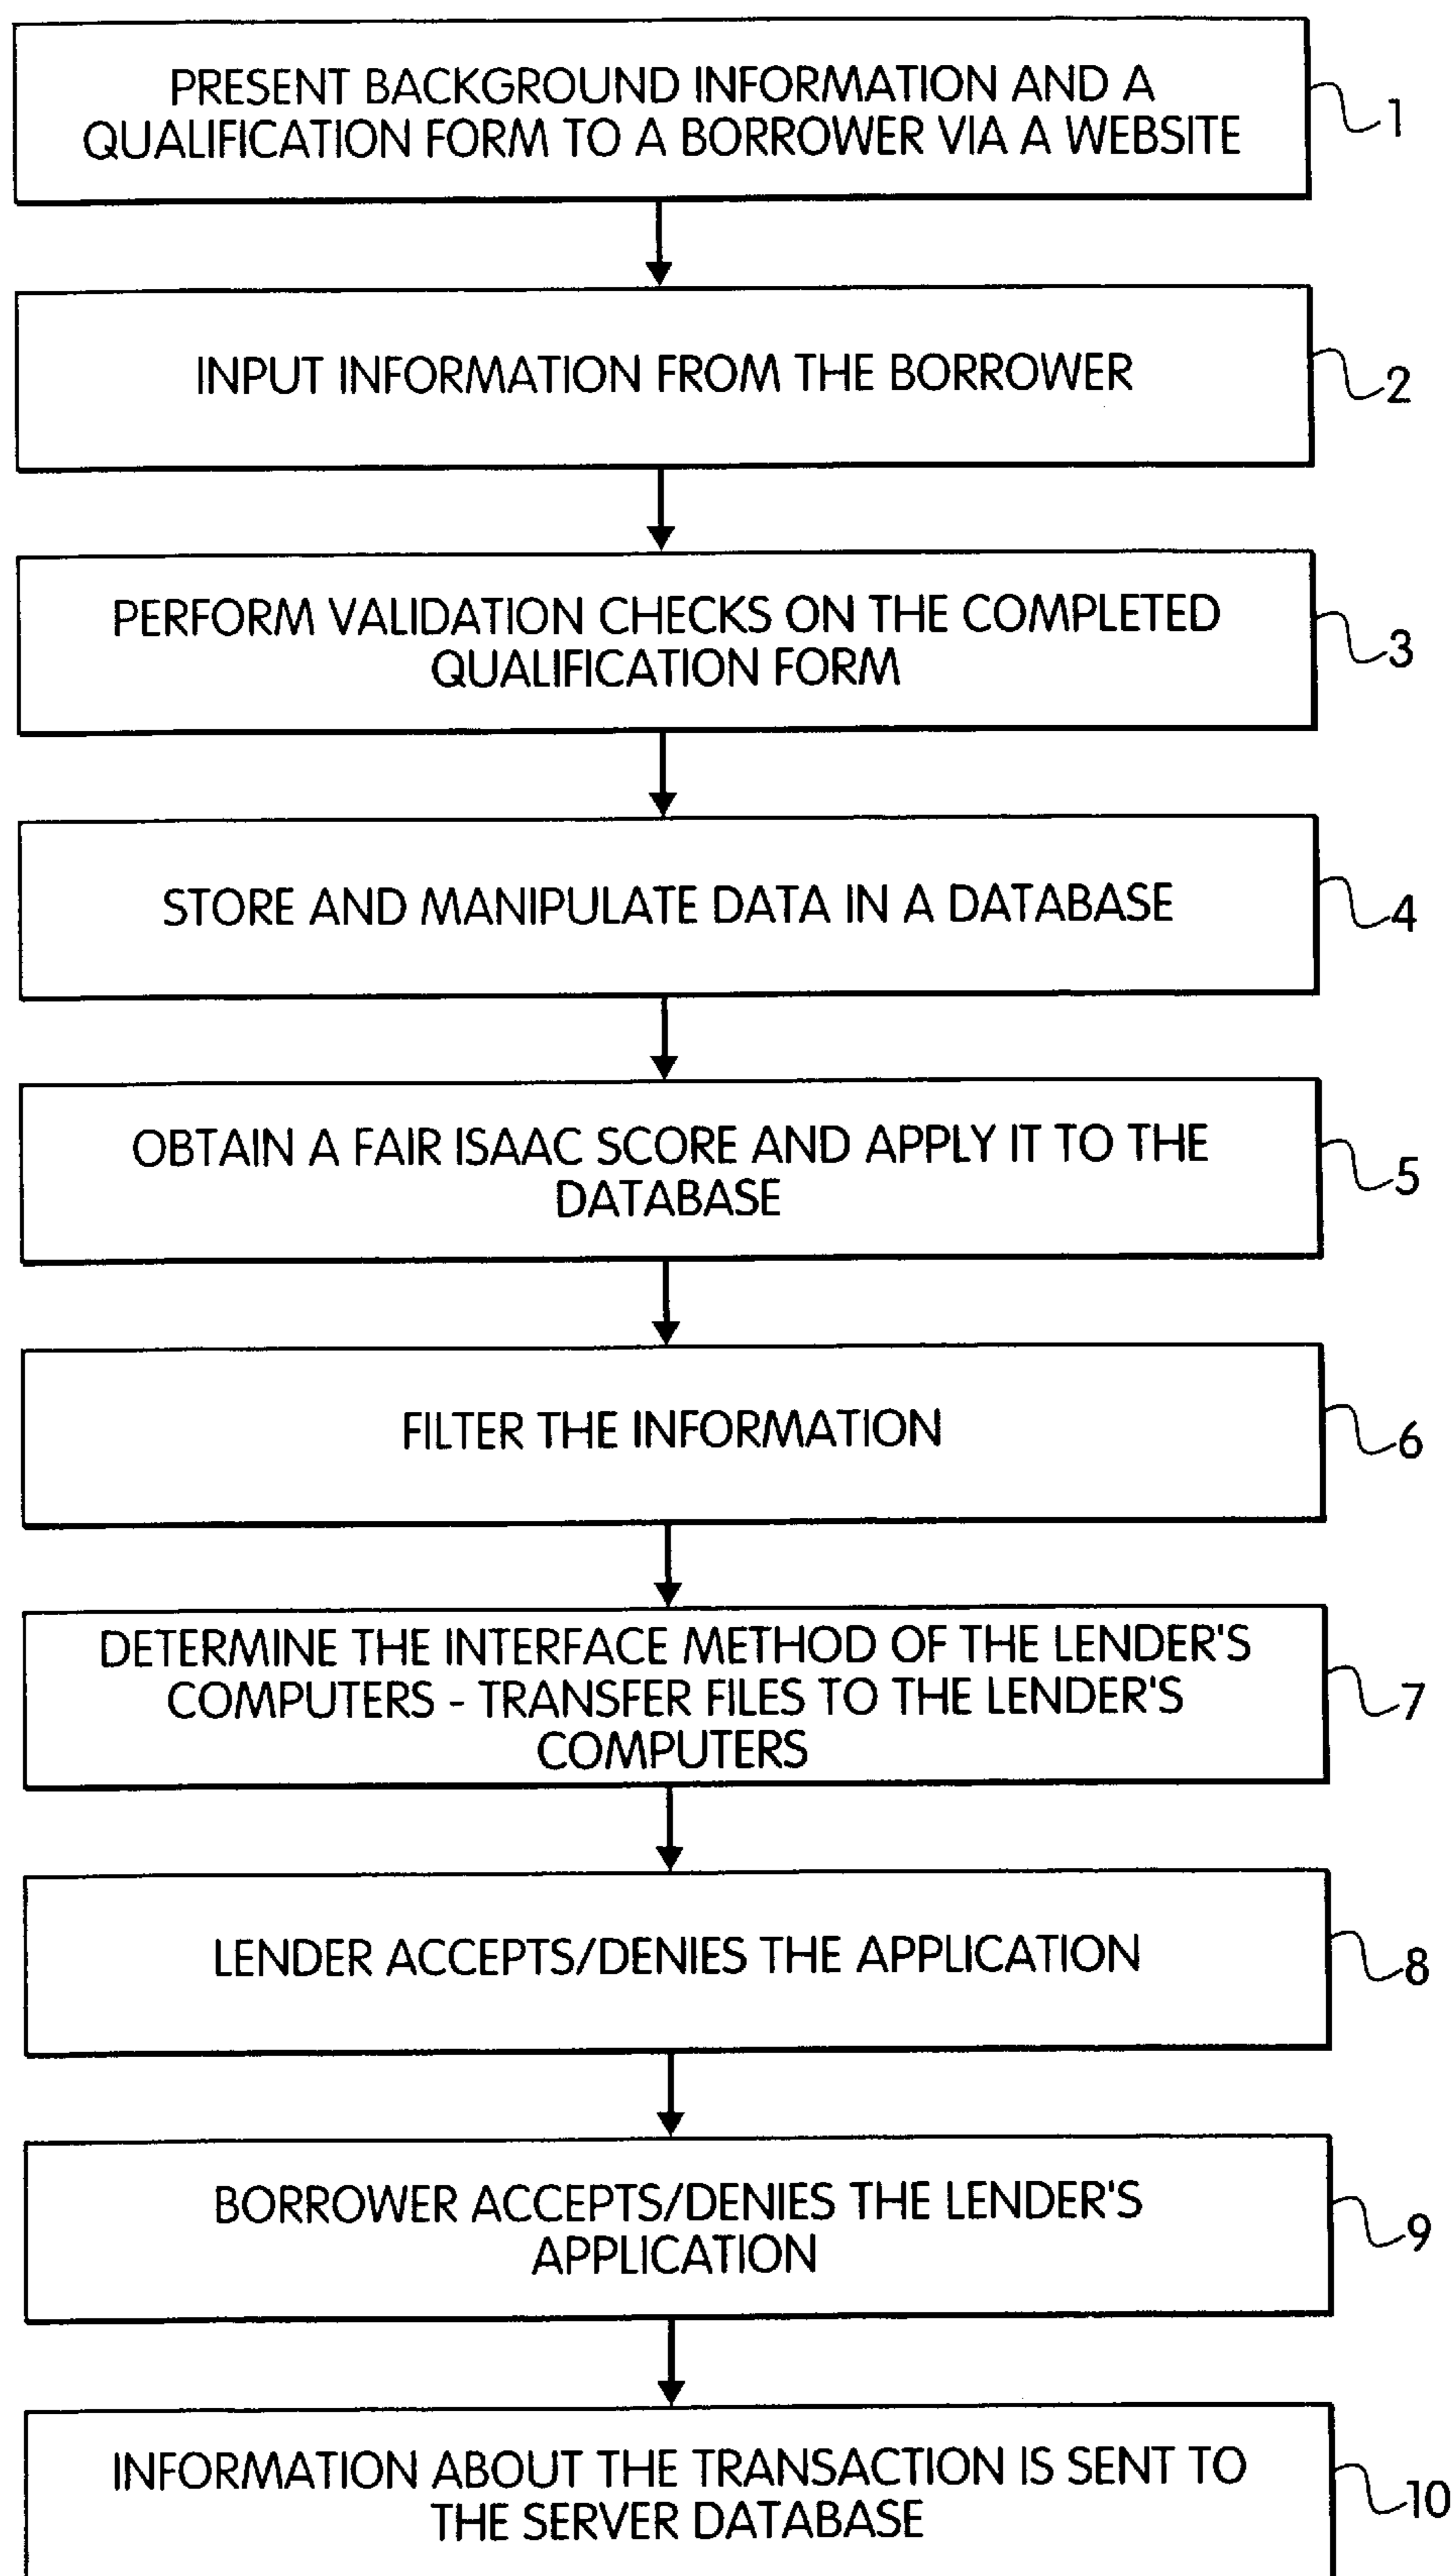 PRESENT BACKGROUND INFORMATION AND A
QUALIFICATION FORM TO A BORROWER VIA A WEBSITE
1
INPUT INFORMATION FROM THE BORROWER
2
PERFORM VALIDATION CHECKS ON THE COMPLETED
QUALIFICATION FORM
3
STORE AND MANIPULATE DATA IN A DATABASE
4
OBTAIN A FAIR ISAAC SCORE AND APPLY IT TO THE
DATABASE
5
FILTER THE INFORMATION
6
DETERMINE THE INTERFACE METHOD OF THE LENDER'S
COMPUTERS - TRANSFER FILES TO THE LENDER'S
COMPUTERS
7
LENDER ACCEPTS/DENIES THE APPLICATION
8
BORROWER ACCEPTS/DENIES THE LENDER'S
APPLICATION
9
INFORMATION ABOUT THE TRANSACTION IS SENT TO
THE SERVER DATABASE
10